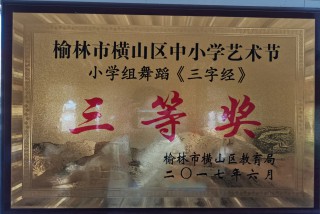 榆林市横山区中小学艺术节
小学组舞蹈《三字经》
三等奖
榆林市横山区教育局
二〇一七年六月